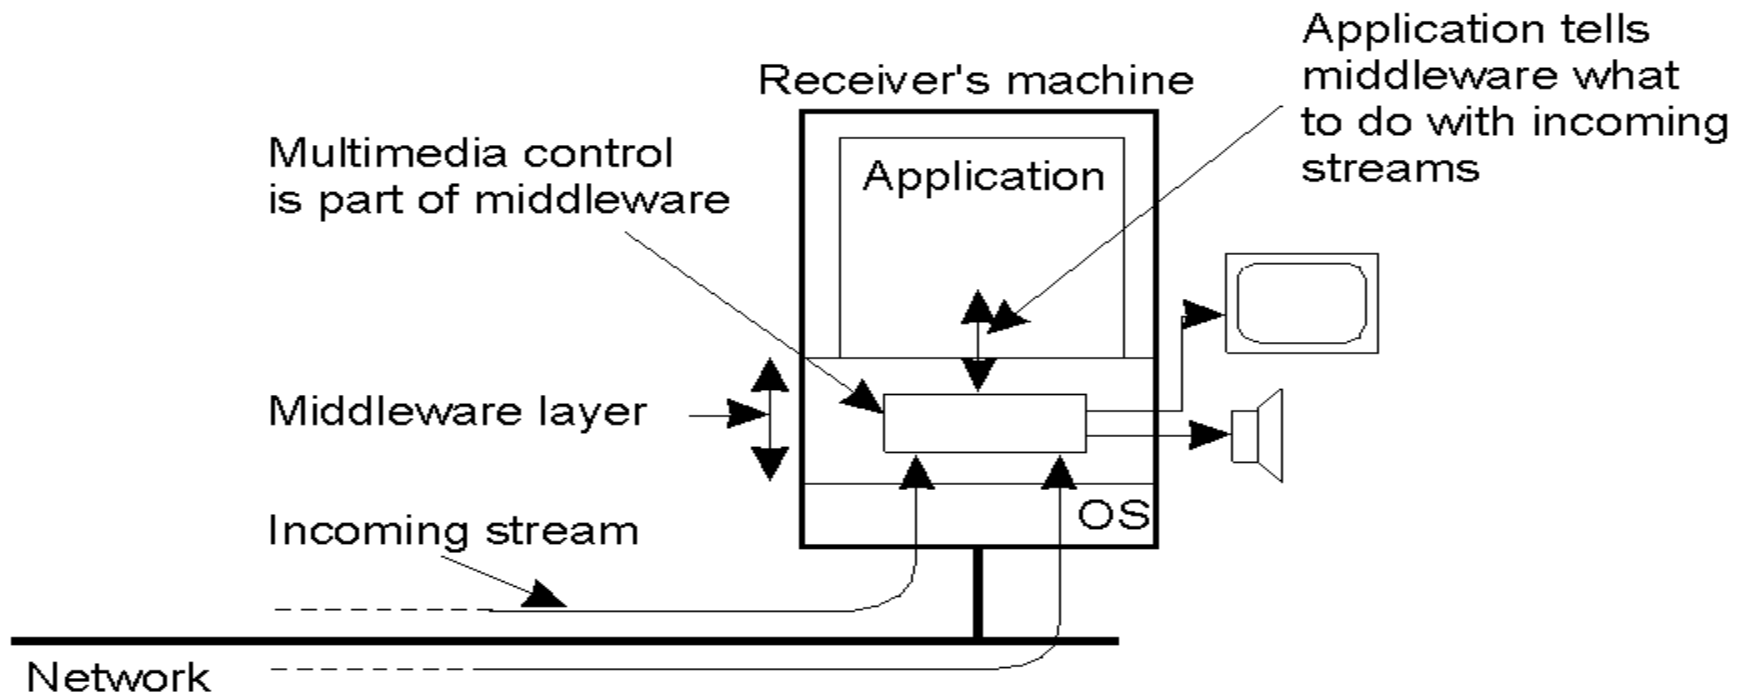 Receiver's machine
Application tells
middleware what
to do with incoming
streams
Multimedia control
is part of middleware
Application
Middleware layer
Incoming stream
OS
Network